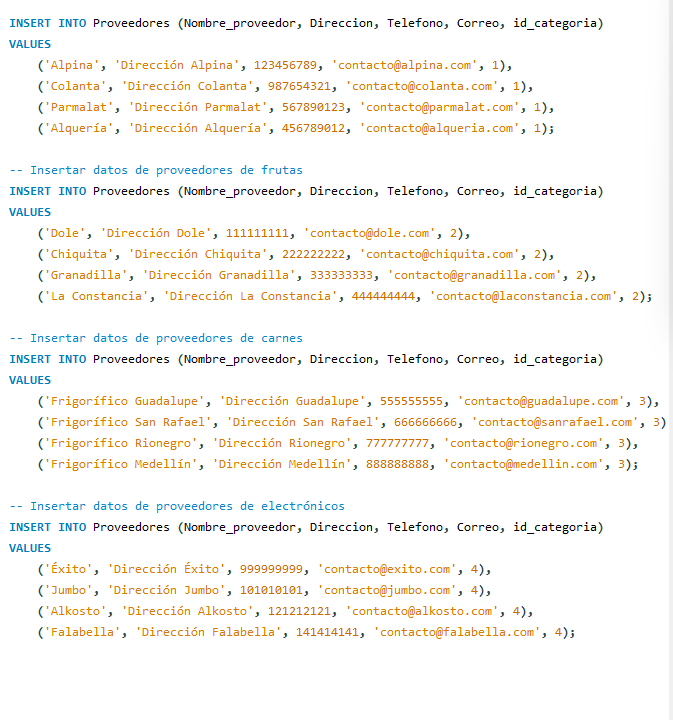 INSERT INTO Proveedores (Nombre_proveedor, Direccion, Telefono, Correo, id_categoria)
VALUES
('Alpina', 'Dirección Alpina', 123456789, 'contacto@alpina.com', 1),
('Colanta', 'Dirección Colanta', 987654321, 'contacto@colanta.com', 1),
('Parmalat', 'Dirección Parmalat', 567890123, 'contacto@parmalat.com', 1),
('Alquería', 'Dirección Alquería', 456789012, 'contacto@alqueria.com', 1);
-- Insertar datos de proveedores de frutas
INSERT INTO Proveedores (Nombre_proveedor, Direccion, Telefono, Correo, id_categoria)
VALUES
('Dole', 'Dirección Dole', 111111111, 'contacto@dole.com', 2),
('Chiquita', 'Dirección Chiquita', 222222222, 'contacto@chiquita.com', 2),
('Granadilla', 'Dirección Granadilla', 333333333, 'contacto@granadilla.com', 2),
('La Constancia', 'Dirección La Constancia', 444444444, 'contacto@laconstancia.com', 2);
-- Insertar datos de proveedores de carnes
INSERT INTO Proveedores (Nombre_proveedor, Direccion, Telefono, Correo, id_categoria)
VALUES
('Frigorífico Guadalupe', 'Dirección Guadalupe', 555555555, 'contacto@guadalupe.com', 3),
('Frigorífico San Rafael', 'Dirección San Rafael', 666666666, 'contacto@sanrafael.com', 3)
('Frigorífico Rionegro', 'Dirección Rionegro', 777777777, 'contacto@rionegro.com', 3),
('Frigorífico Medellín', 'Dirección Medellín', 888888888, 'contacto@medellin.com', 3);
-- Insertar datos de proveedores de electrónicos
INSERT INTO Proveedores (Nombre_proveedor, Direccion, Telefono, Correo, id_categoria)
VALUES
('Éxito', 'Dirección Éxito', 999999999, 'contacto@exito.com', 4),
('Jumbo', 'Dirección Jumbo', 101010101, 'contacto@jumbo.com', 4),
('Alkosto', 'Dirección Alkosto', 121212121, 'contacto@alkosto.com', 4),
('Falabella', 'Dirección Falabella', 141414141, 'contacto@falabella.com', 4);